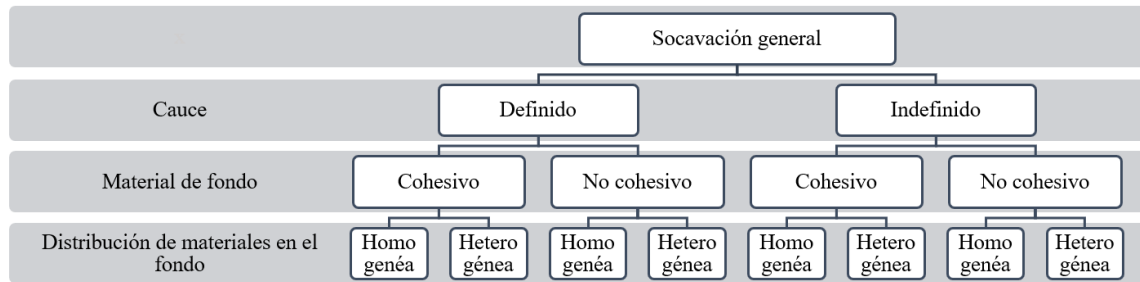 Socavación general
Cauce
Definido
Indefinido
Material de fondo
Cohesivo
No cohesivo
Cohesivo
No cohesivo
Distribución de materiales en el
fondo
Homo
genéa
Hetero
génea
Homo
genéa
Hetero
génea
Homo
genéa
Hetero
génea
Homo
genéa
Hetero
génea